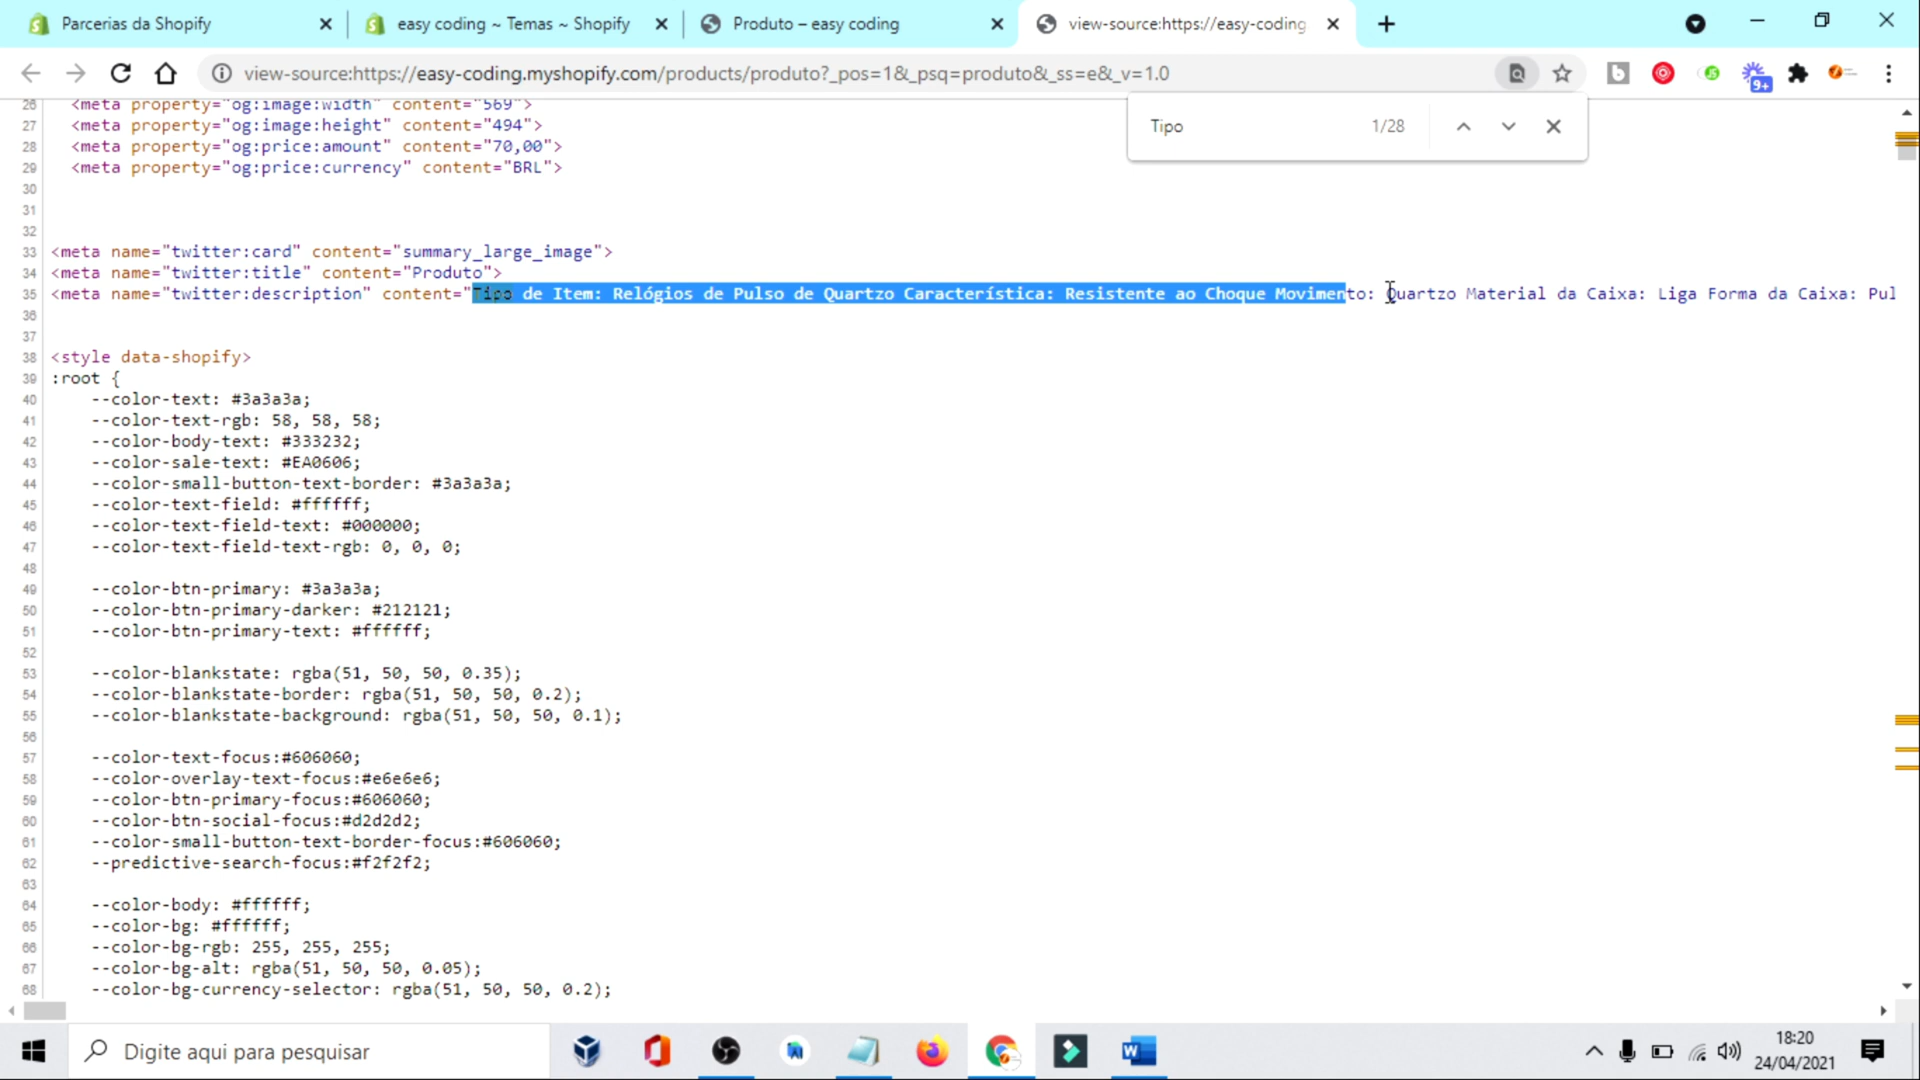 Parcerias da Shopify
easy coding ~ Temas ~ Shopify
Produto – easy coding
view-source:https://easy-coding
view-source:https://easy-coding.myshopify.com/products/produto?_pos=1&_psq=produto&_ss=e&_v=1.0
9+
Tipo 1/28
26 <meta property="og:image:width" content="569">
27 <meta property="og:image:height" content="494">
28 <meta property="og:price:amount" content="70,00">
29 <meta property="og:price:currency" content="BRL">
30
31
32
33 <meta name="twitter:card" content="summary_large_image">
34 <meta name="twitter:title" content="Produto">
35 <meta name="twitter:description" content="Tipo de Item: Relógios de Pulso de Quartzo Característica: Resistente ao Choque Movimento: Quartzo Material da Caixa: Liga Forma da Caixa: Pul
36
37
38 <style data-shopify>
39 :root {
40 --color-text: #3a3a3a;
41 --color-text-rgb: 58, 58, 58;
42 --color-body-text: #333232;
43 --color-sale-text: #EA0606;
44 --color-small-button-text-border: #3a3a3a;
45 --color-text-field: #ffffff;
46 --color-text-field-text: #000000;
47 --color-text-field-text-rgb: 0, 0, 0;
48
49 --color-btn-primary: #3a3a3a;
50 --color-btn-primary-darker: #212121;
51 --color-btn-primary-text: #ffffff;
52
53 --color-blankstate: rgba(51, 50, 50, 0.35);
54 --color-blankstate-border: rgba(51, 50, 50, 0.2);
55 --color-blankstate-background: rgba(51, 50, 50, 0.1);
56
57 --color-text-focus:#606060;
58 --color-overlay-text-focus:#e6e6e6;
59 --color-btn-primary-focus:#606060;
60 --color-btn-social-focus:#d2d2d2;
61 --color-small-button-text-border-focus:#606060;
62 --predictive-search-focus:#f2f2f2;
63
64 --color-body: #ffffff;
65 --color-bg: #ffffff;
66 --color-bg-rgb: 255, 255, 255;
67 --color-bg-alt: rgba(51, 50, 50, 0.05);
68 --color-bg-currency-selector: rgba(51, 50, 50, 0.2);
Digite aqui para pesquisar
18:20
24/04/2021